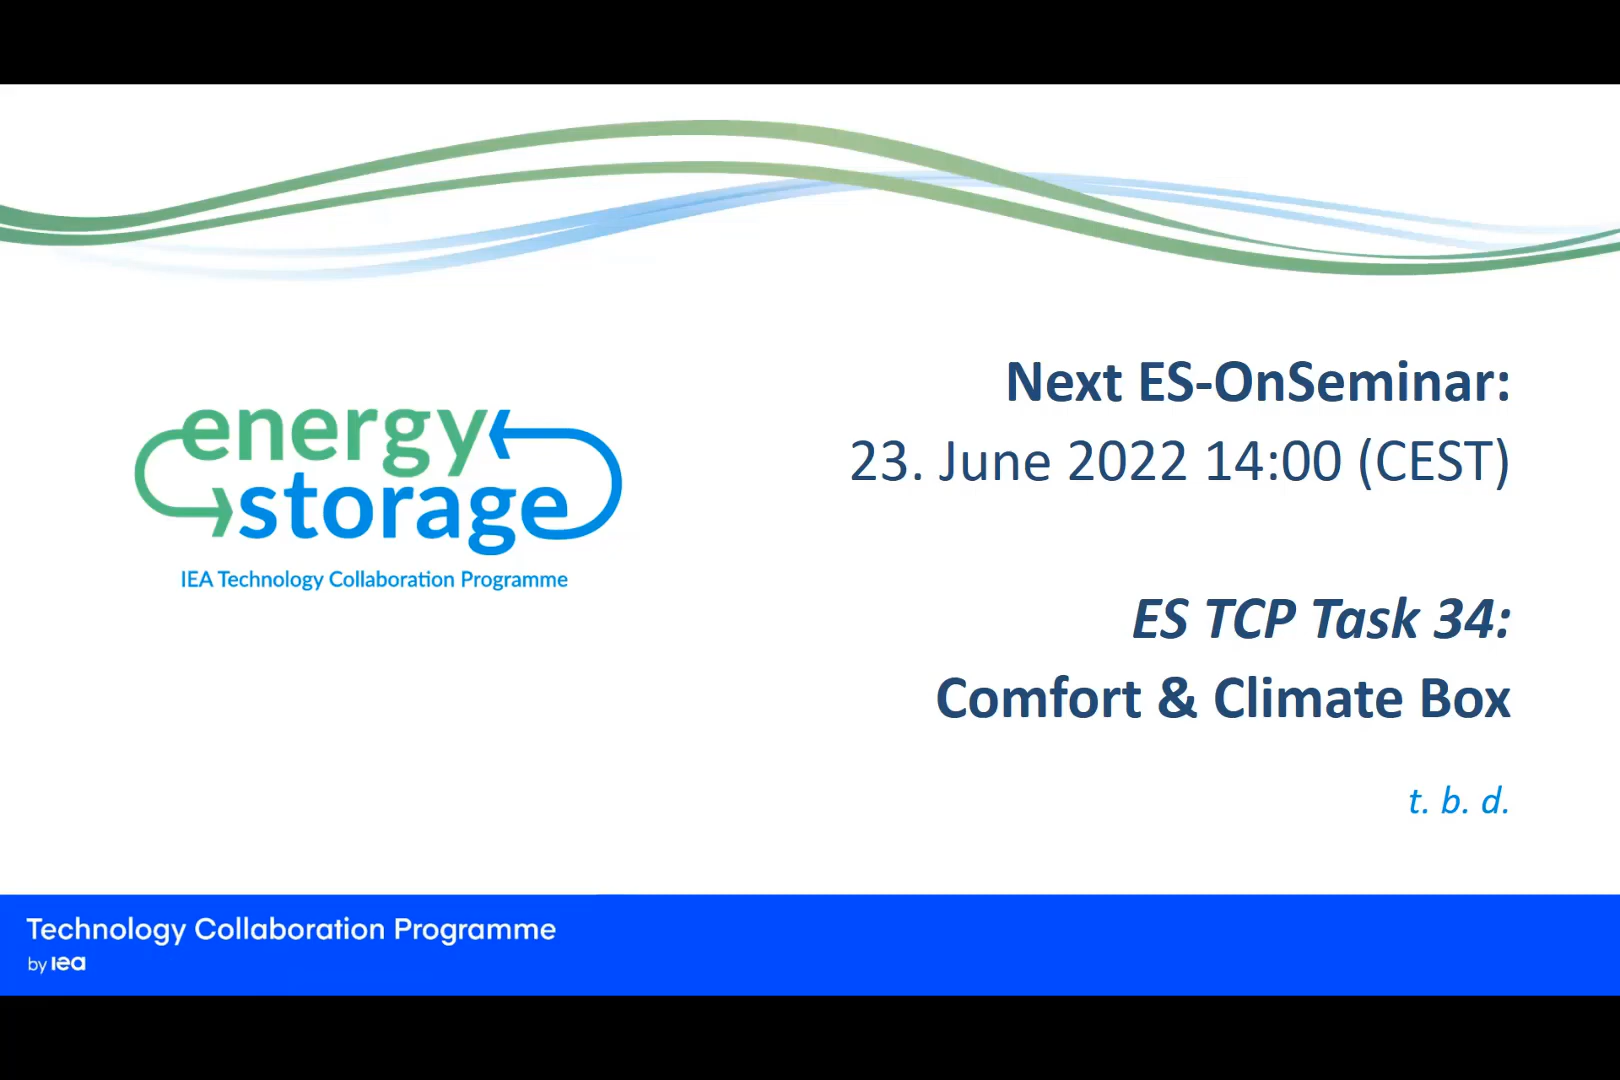 energy
storage
IEA Technology Collaboration Programme
Next ES-OnSeminar:
23. June 2022 14:00 (CEST)
ES TCP Task 34:
Comfort & Climate Box
t. b. d.
Technology Collaboration Programme
by iea